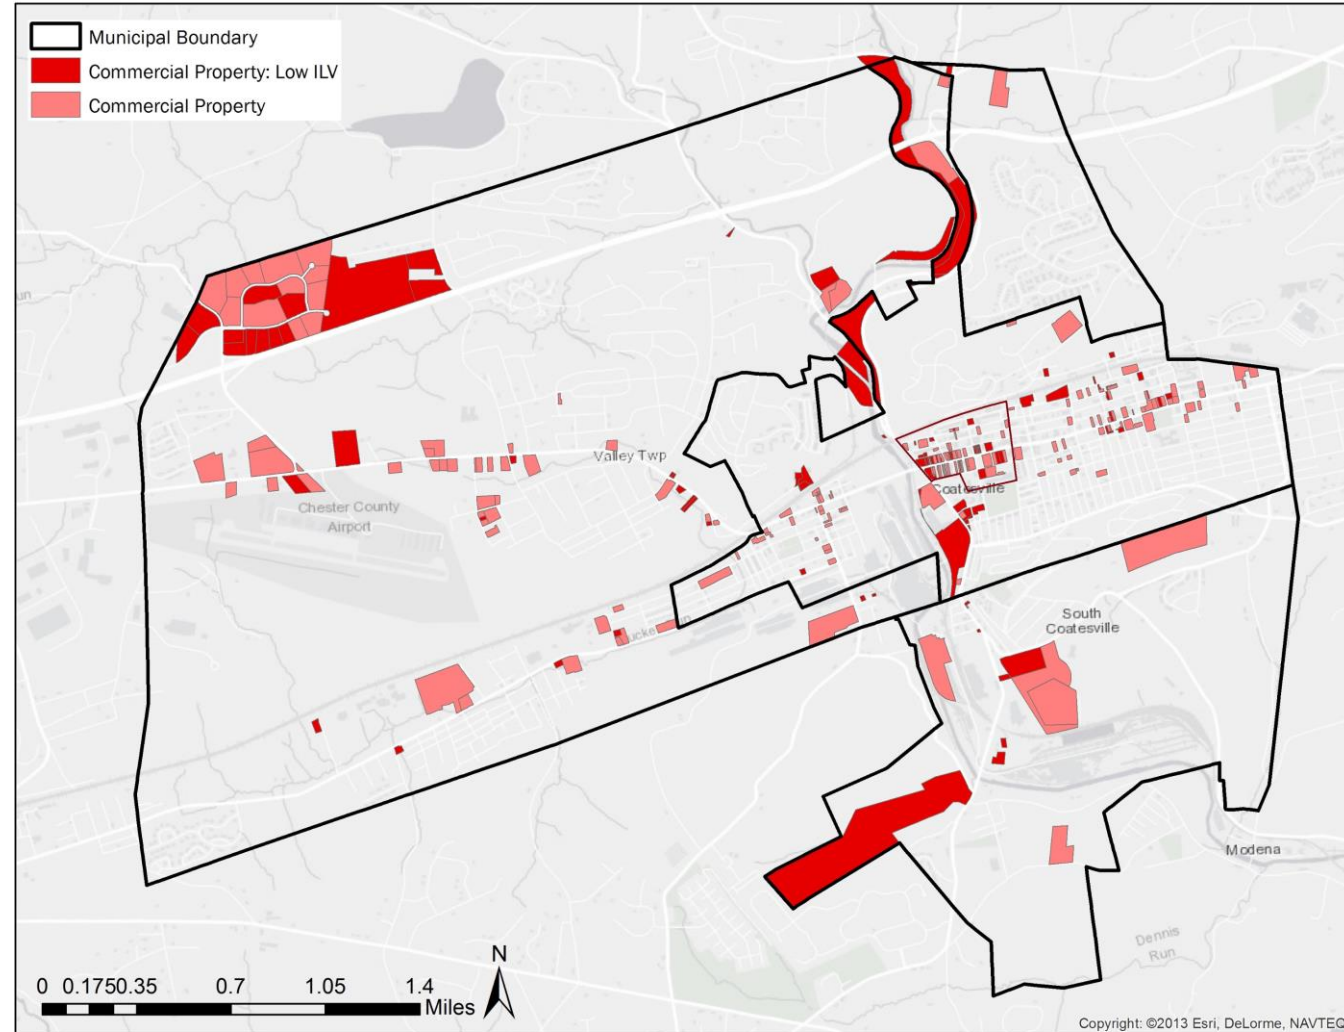 Municipal Boundary
Commercial Property: Low ILV
Commercial Property
Valley Twp
Coatesville
Chester County
Airport
South
Coatesville
Modena
Dennis
Run
N
0 0.1750.35 0.7 1.05 1.4
Miles
Copyright: ©2013 Esri, DeLorme, NAVTEQ